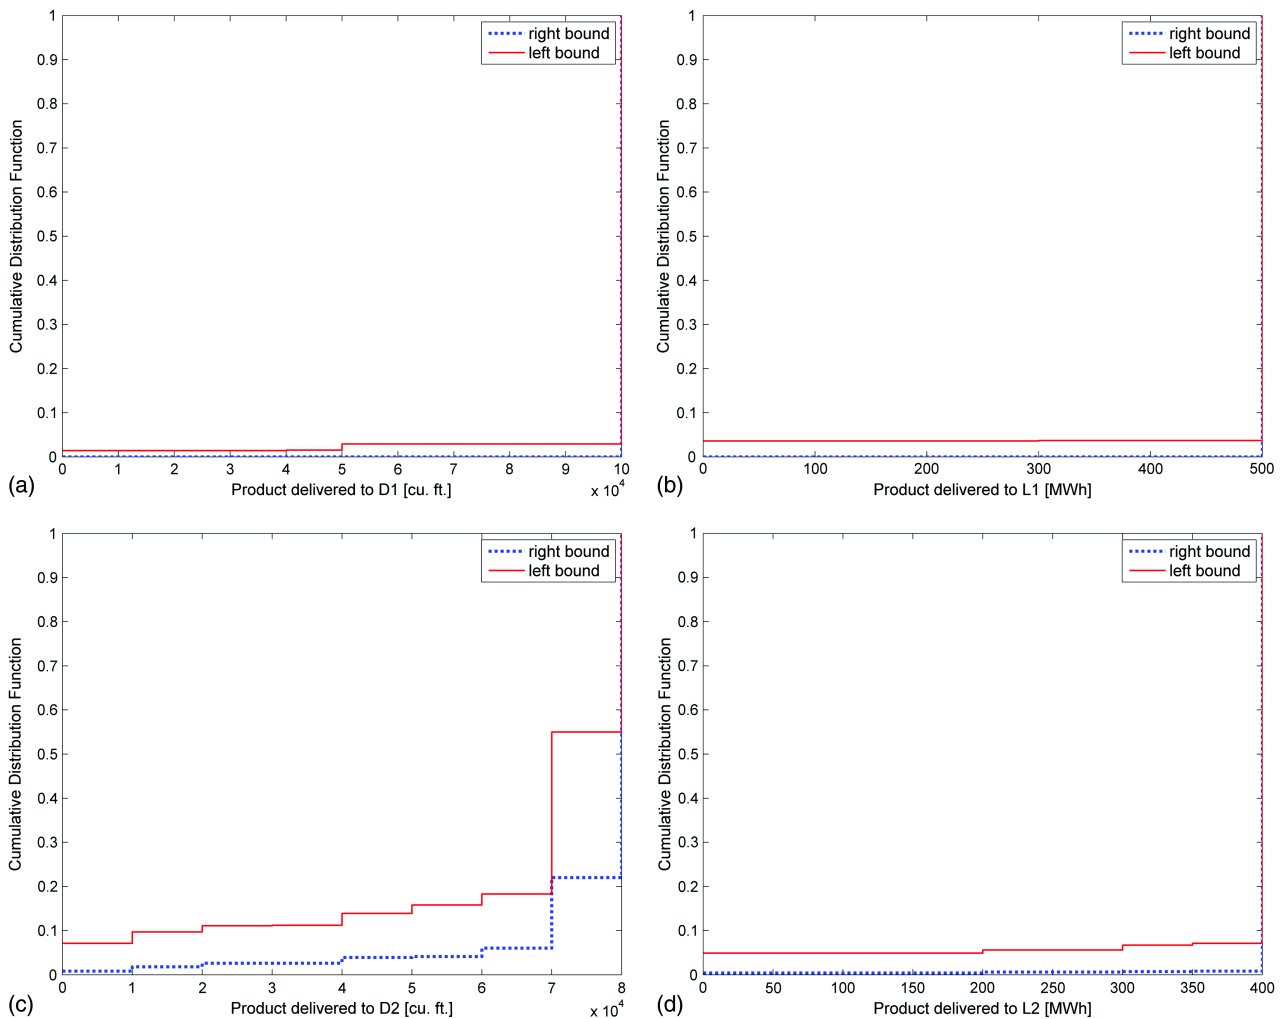 1
0.9
0.8
0.7
0.6
0.5
0.4
0.3
0.2
0.1
0
Cumulative Distribution Function
right bound
left bound
0 1 2 3 4 5 6 7 8 9 10
(a)
Product delivered to D1 [cu. ft.]
x 10^4
1
0.9
0.8
0.7
0.6
0.5
0.4
0.3
0.2
0.1
0
Cumulative Distribution Function
right bound
left bound
0 100 200 300 400 500
(b)
Product delivered to L1 [MWh]
1
0.9
0.8
0.7
0.6
0.5
0.4
0.3
0.2
0.1
0
Cumulative Distribution Function
right bound
left bound
0 1 2 3 4 5 6 7 8
(c)
Product delivered to D2 [cu. ft.]
x 10^4
1
0.9
0.8
0.7
0.6
0.5
0.4
0.3
0.2
0.1
0
Cumulative Distribution Function
right bound
left bound
0 50 100 150 200 250 300 350 400
(d)
Product delivered to L2 [MWh]